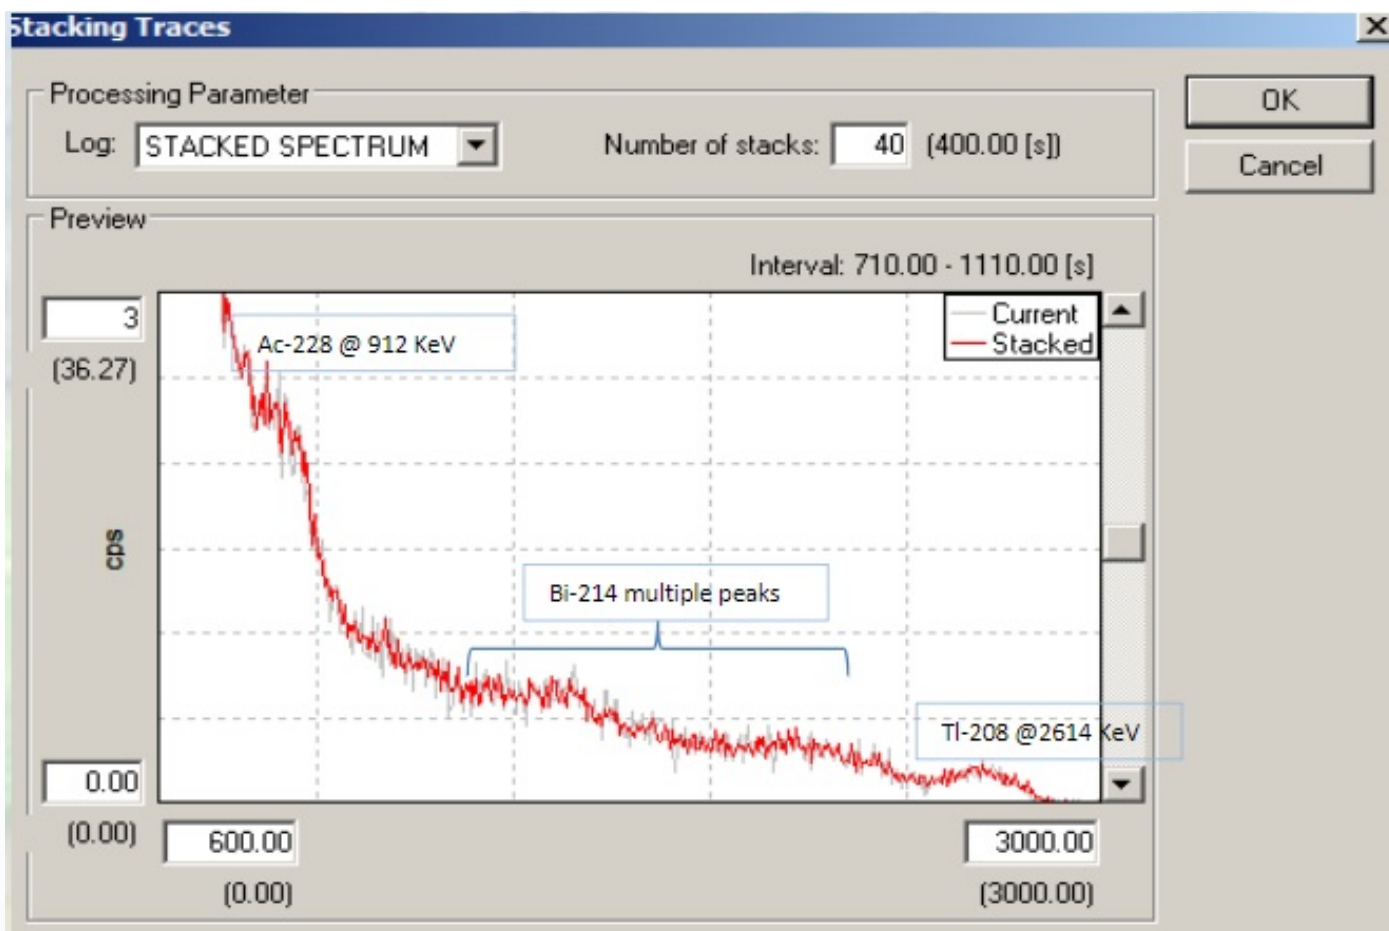 Stacking Traces
Processing Parameter
OK
Log: STACKED SPECTRUM Number of stacks: 40 (400.00 [s])
Cancel
Preview
Interval: 710.00 - 1110.00 [s]
3
Current
Ac-228 @ 912 KeV
Stacked
(36.27)
cps
Bi-214 multiple peaks
Tl-208 @2614 KeV
0.00
(0.00)
600.00 3000.00
(0.00) (3000.00)